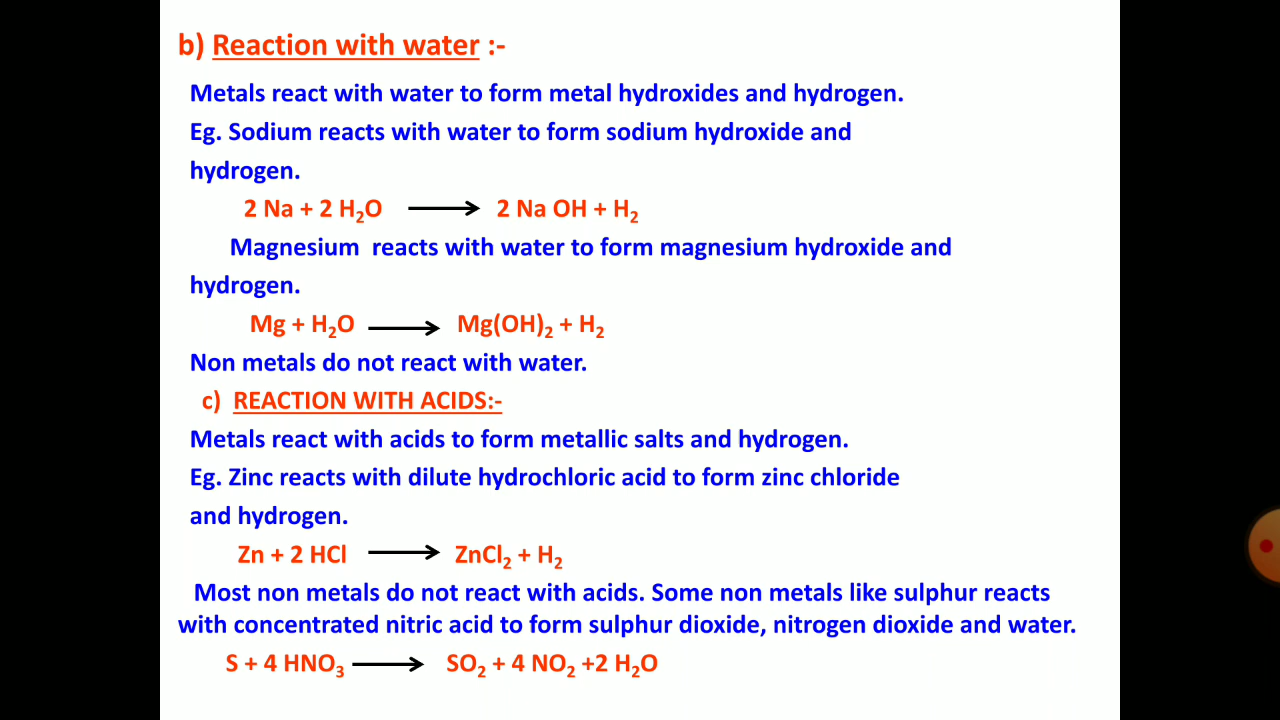 b) Reaction with water :-
Metals react with water to form metal hydroxides and hydrogen.
Eg. Sodium reacts with water to form sodium hydroxide and
hydrogen.
2 Na + 2 H₂O ⟶ 2 Na OH + H₂
Magnesium reacts with water to form magnesium hydroxide and
hydrogen.
Mg + H₂O ⟶ Mg(OH)₂ + H₂
Non metals do not react with water.
c) REACTION WITH ACIDS:-
Metals react with acids to form metallic salts and hydrogen.
Eg. Zinc reacts with dilute hydrochloric acid to form zinc chloride
and hydrogen.
Zn + 2 HCl ⟶ ZnCl₂ + H₂
Most non metals do not react with acids. Some non metals like sulphur reacts
with concentrated nitric acid to form sulphur dioxide, nitrogen dioxide and water.
S + 4 HNO₃ ⟶ SO₂ + 4 NO₂ +2 H₂O